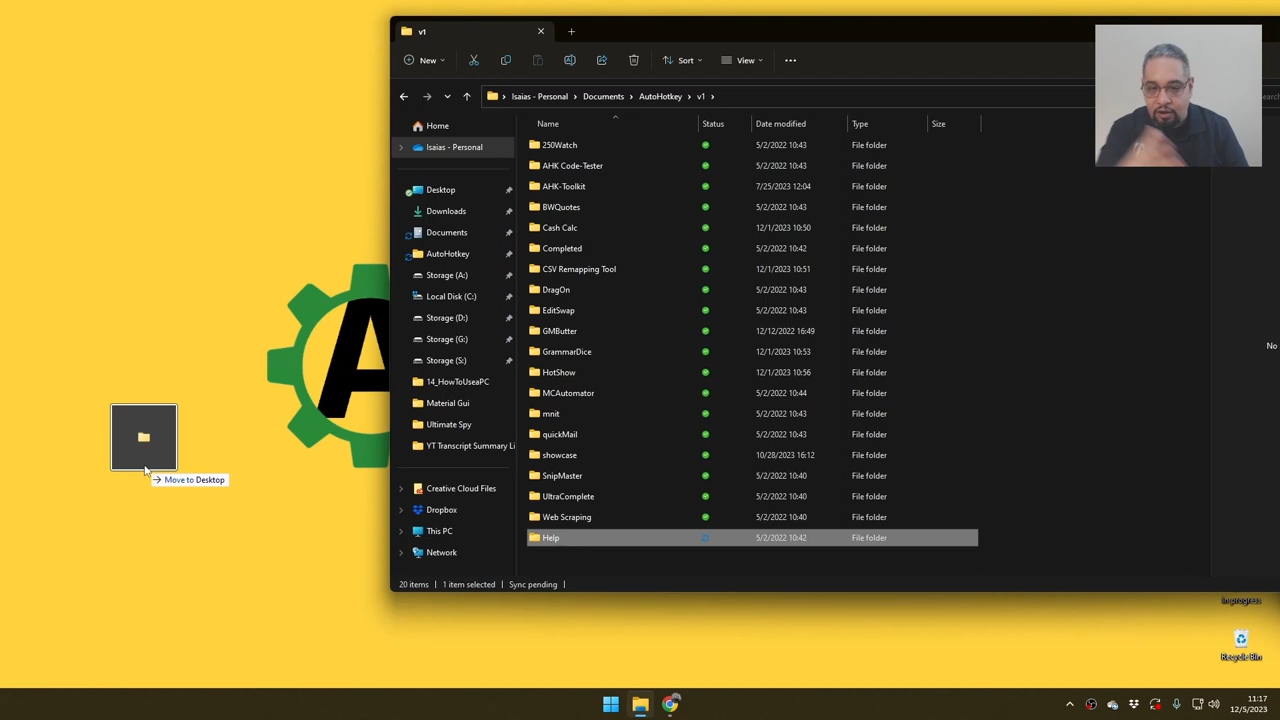 v1
New
Sort
View
Isaias - Personal > Documents > AutoHotkey > v1 >
Search
Name Status Date modified Type Size
Home
Isaias - Personal
Desktop
Downloads
Documents
AutoHotkey
Storage (A:)
Local Disk (C:)
Storage (D:)
Storage (G:)
Storage (S:)
14_HowToUseaPC
Material Gui
Ultimate Spy
YT Transcript Summary Li
Creative Cloud Files
Dropbox
This PC
Network
250Watch 5/2/2022 10:43 File folder
AHK Code-Tester 5/2/2022 10:43 File folder
AHK-Toolkit 7/25/2023 12:04 File folder
BWQuotes 5/2/2022 10:43 File folder
Cash Calc 12/1/2023 10:50 File folder
Completed 5/2/2022 10:42 File folder
CSV Remapping Tool 12/1/2023 10:51 File folder
DragOn 5/2/2022 10:43 File folder
EditSwap 5/2/2022 10:43 File folder
GMButter 12/12/2022 16:49 File folder
GrammarDice 12/1/2023 10:53 File folder
HotShow 12/1/2023 10:56 File folder
MCAutomator 5/2/2022 10:44 File folder
mnit 5/2/2022 10:43 File folder
quickMail 5/2/2022 10:43 File folder
showcase 10/28/2023 16:12 File folder
SnipMaster 5/2/2022 10:40 File folder
UltraComplete 5/2/2022 10:40 File folder
Web Scraping 5/2/2022 10:40 File folder
Help 5/2/2022 10:42 File folder
No
20 items 1 item selected Sync pending
A
Move to Desktop
In progress
Recycle Bin
11:17
12/5/2023